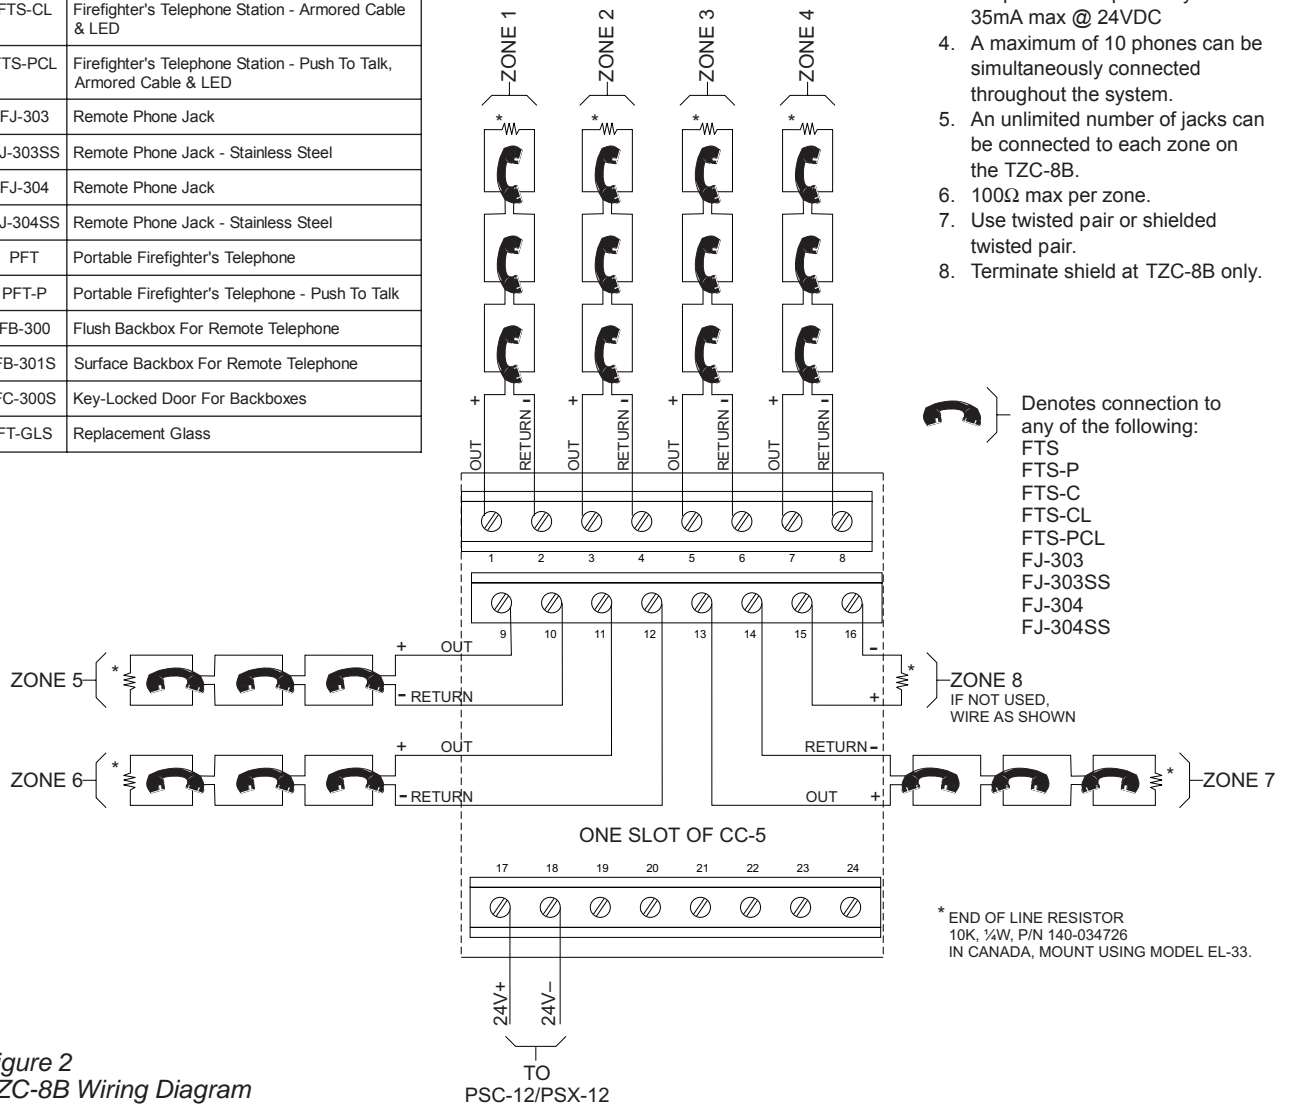 FTS-CL Firefighter's Telephone Station - Armored Cable
& LED
TS-PCL Firefighter's Telephone Station - Push To Talk,
Armored Cable & LED
FJ-303 Remote Phone Jack
J-303SS Remote Phone Jack - Stainless Steel
FJ-304 Remote Phone Jack
J-304SS Remote Phone Jack - Stainless Steel
PFT Portable Firefighter's Telephone
PFT-P Portable Firefighter's Telephone - Push To Talk
FB-300 Flush Backbox For Remote Telephone
FB-301S Surface Backbox For Remote Telephone
FC-300S Key-Locked Door For Backboxes
FT-GLS Replacement Glass
ZONE 1
ZONE 2
ZONE 3
ZONE 4
* * * *
35mA max @ 24VDC
4. A maximum of 10 phones can be
simultaneously connected
throughout the system.
5. An unlimited number of jacks can
be connected to each zone on
the TZC-8B.
6. 100Ω max per zone.
7. Use twisted pair or shielded
twisted pair.
8. Terminate shield at TZC-8B only.
Denotes connection to
any of the following:
FTS
FTS-P
FTS-C
FTS-CL
FTS-PCL
FJ-303
FJ-303SS
FJ-304
FJ-304SS
+ - + - + - + -
OUT RETURN OUT RETURN OUT RETURN OUT RETURN
1 2 3 4 5 6 7 8
9 10 11 12 13 14 15 16
ZONE 5 * + OUT
- RETURN
ZONE 6 * + OUT
- RETURN
- * ZONE 8
+ IF NOT USED,
WIRE AS SHOWN
RETURN -
OUT + * ZONE 7
ONE SLOT OF CC-5
17 18 19 20 21 22 23 24
24V+ 24V–
TO
PSC-12/PSX-12
* END OF LINE RESISTOR
10K, ¼W, P/N 140-034726
IN CANADA, MOUNT USING MODEL EL-33.
igure 2
ZC-8B Wiring Diagram